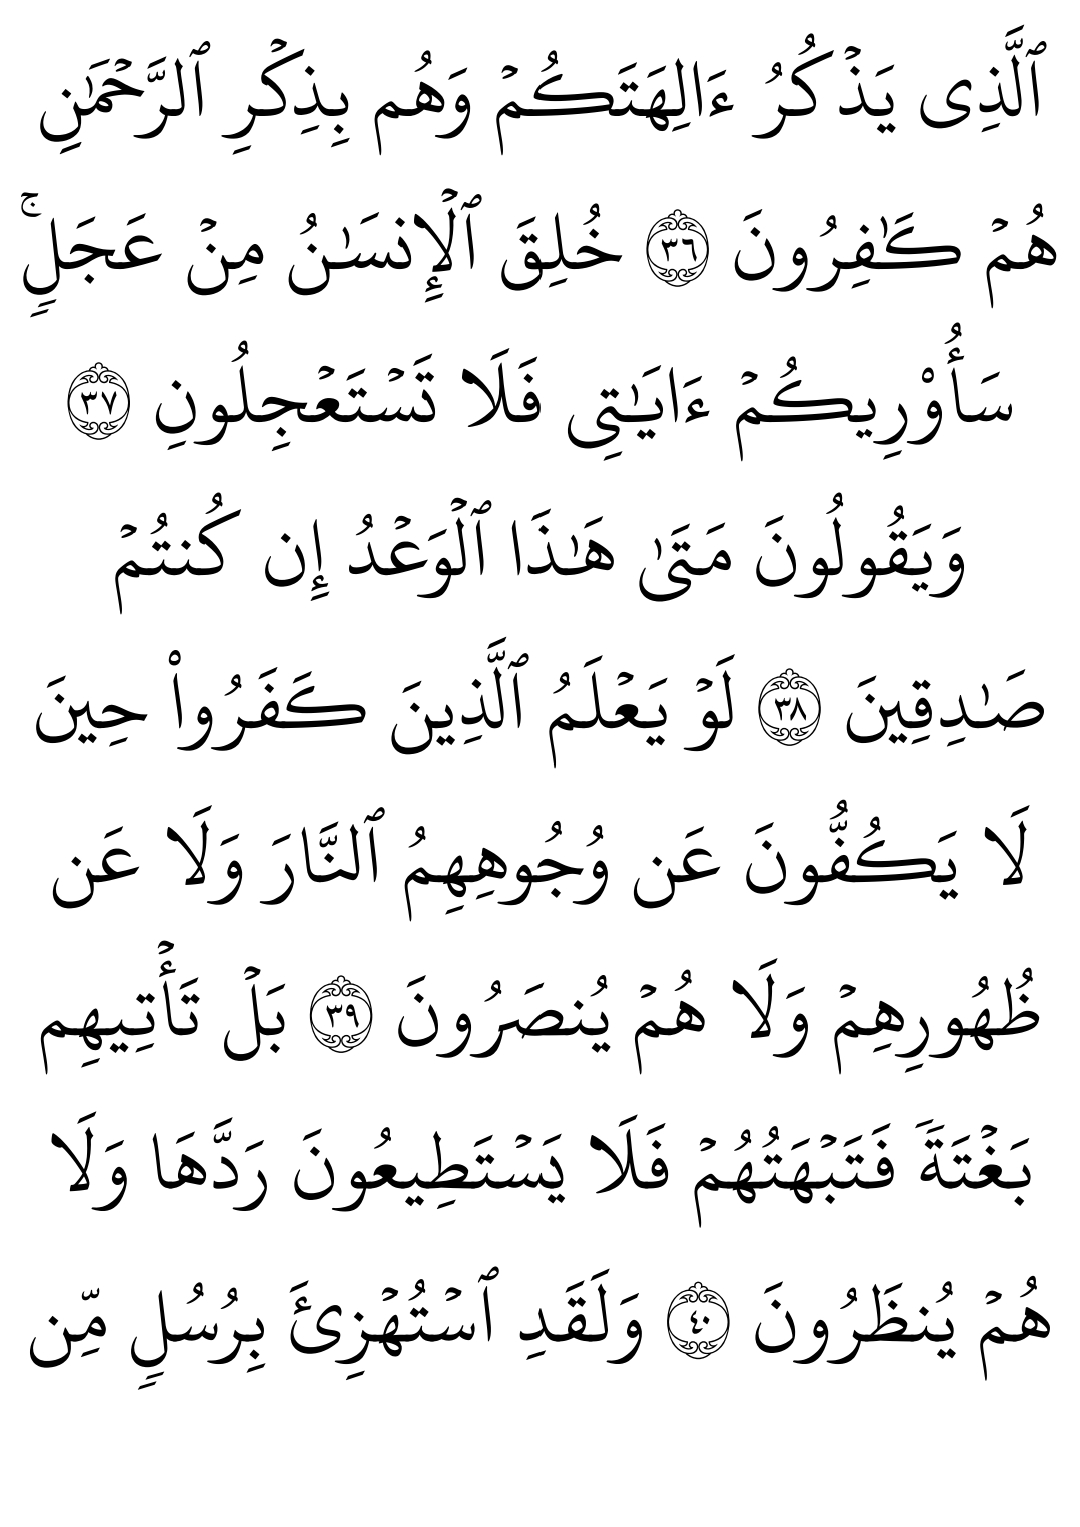 ٱلَّذِى يَذۡكُرُ ءَالِهَتَكُمۡ وَهُم بِذِكۡرِ ٱلرَّحۡمَٰنِ
هُمۡ كَٰفِرُونَ ٣٦ خُلِقَ ٱلۡإِنسَٰنُ مِنۡ عَجَلٖۚ
سَأُوْرِيكُمۡ ءَايَٰتِى فَلَا تَسۡتَعۡجِلُونِ ٣٧
وَيَقُولُونَ مَتَىٰ هَٰذَا ٱلۡوَعۡدُ إِن كُنتُمۡ
صَٰدِقِينَ ٣٨ لَوۡ يَعۡلَمُ ٱلَّذِينَ كَفَرُواْ حِينَ
لَا يَكُفُّونَ عَن وُجُوهِهِمُ ٱلنَّارَ وَلَا عَن
ظُهُورِهِمۡ وَلَا هُمۡ يُنصَرُونَ ٣٩ بَلۡ تَأۡتِيهِم
بَغۡتَةٗ فَتَبۡهَتُهُمۡ فَلَا يَسۡتَطِيعُونَ رَدَّهَا وَلَا
هُمۡ يُنظَرُونَ ٤٠ وَلَقَدِ ٱسۡتُهۡزِئَ بِرُسُلٖ مِّن